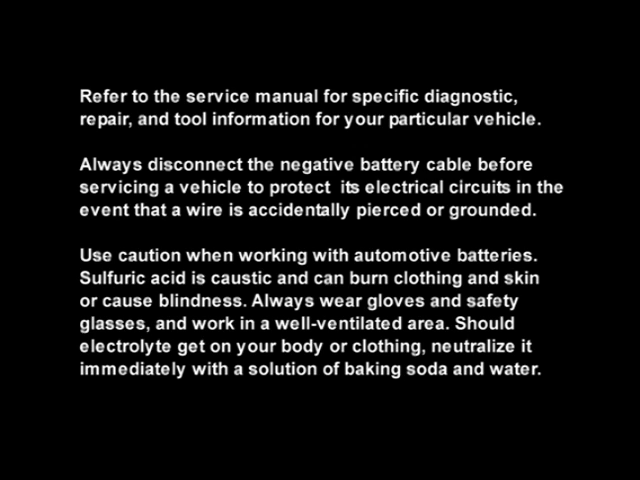 Refer to the service manual for specific diagnostic,
repair, and tool information for your particular vehicle.
Always disconnect the negative battery cable before
servicing a vehicle to protect  its electrical circuits in the
event that a wire is accidentally pierced or grounded.
Use caution when working with automotive batteries.
Sulfuric acid is caustic and can burn clothing and skin
or cause blindness. Always wear gloves and safety
glasses, and work in a well-ventilated area. Should
electrolyte get on your body or clothing, neutralize it
immediately with a solution of baking soda and water.